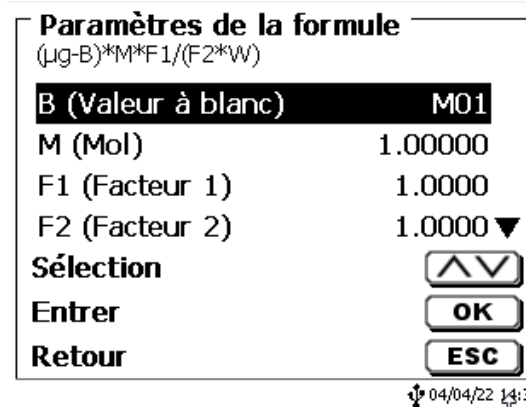 Paramètres de la formule
(µg-B)*M*F1/(F2*W)
B (Valeur à blanc) M01
M (Mol) 1.00000
F1 (Facteur 1) 1.0000
F2 (Facteur 2) 1.0000
Sélection
Entrer OK
Retour ESC
04/04/22